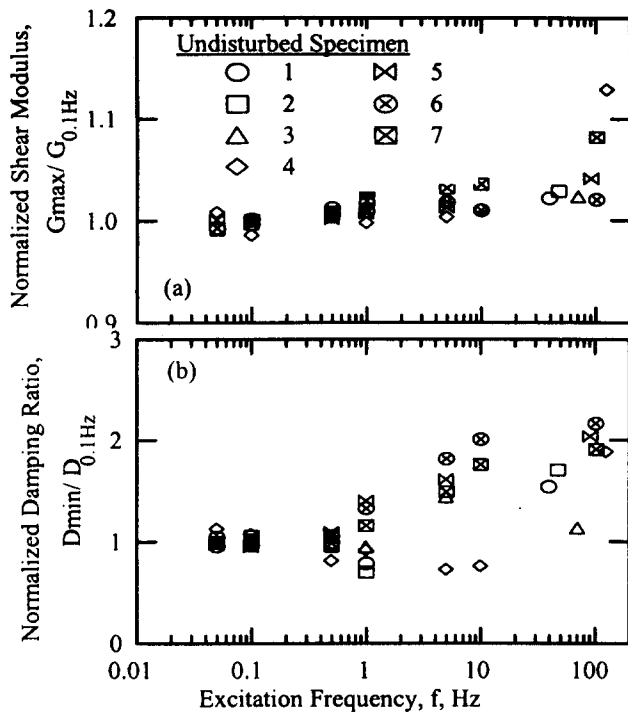 Normalized Shear Modulus,
Gmax/ G0.1Hz
1.2
1.1
1.0
0.9
Undisturbed Specimen
1 5
2 6
3 7
4
(a)
Normalized Damping Ratio,
Dmin/ D0.1Hz
3
2
1
0
(b)
0.01 0.1 1 10 100
Excitation Frequency, f, Hz